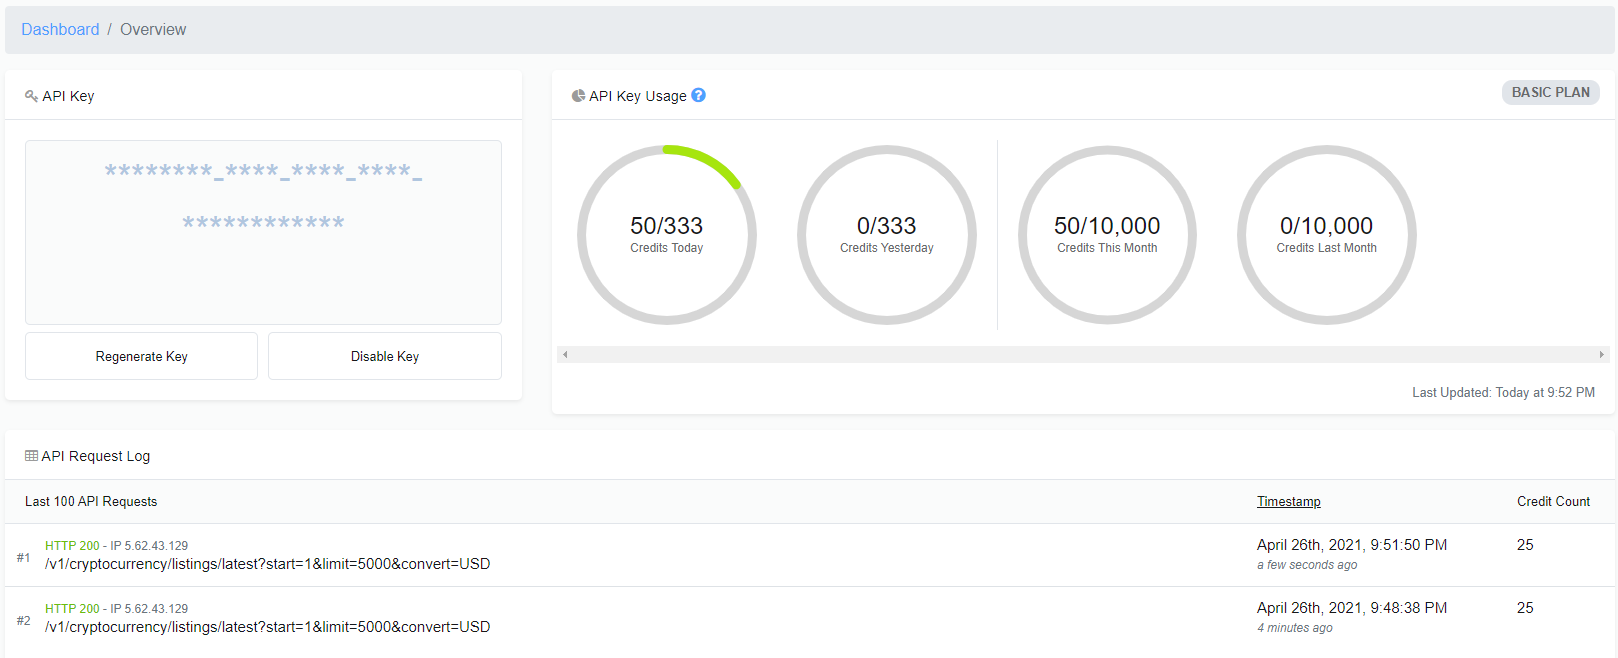 Dashboard / Overview
API Key
********-****-****-****-
************
Regenerate Key
Disable Key
API Key Usage ?
BASIC PLAN
50/333
Credits Today
0/333
Credits Yesterday
50/10,000
Credits This Month
0/10,000
Credits Last Month
Last Updated: Today at 9:52 PM
API Request Log
Last 100 API Requests Timestamp Credit Count
#1
HTTP 200 - IP 5.62.43.129
/v1/cryptocurrency/listings/latest?start=1&limit=5000&convert=USD
April 26th, 2021, 9:51:50 PM
a few seconds ago
25
#2
HTTP 200 - IP 5.62.43.129
/v1/cryptocurrency/listings/latest?start=1&limit=5000&convert=USD
April 26th, 2021, 9:48:38 PM
4 minutes ago
25